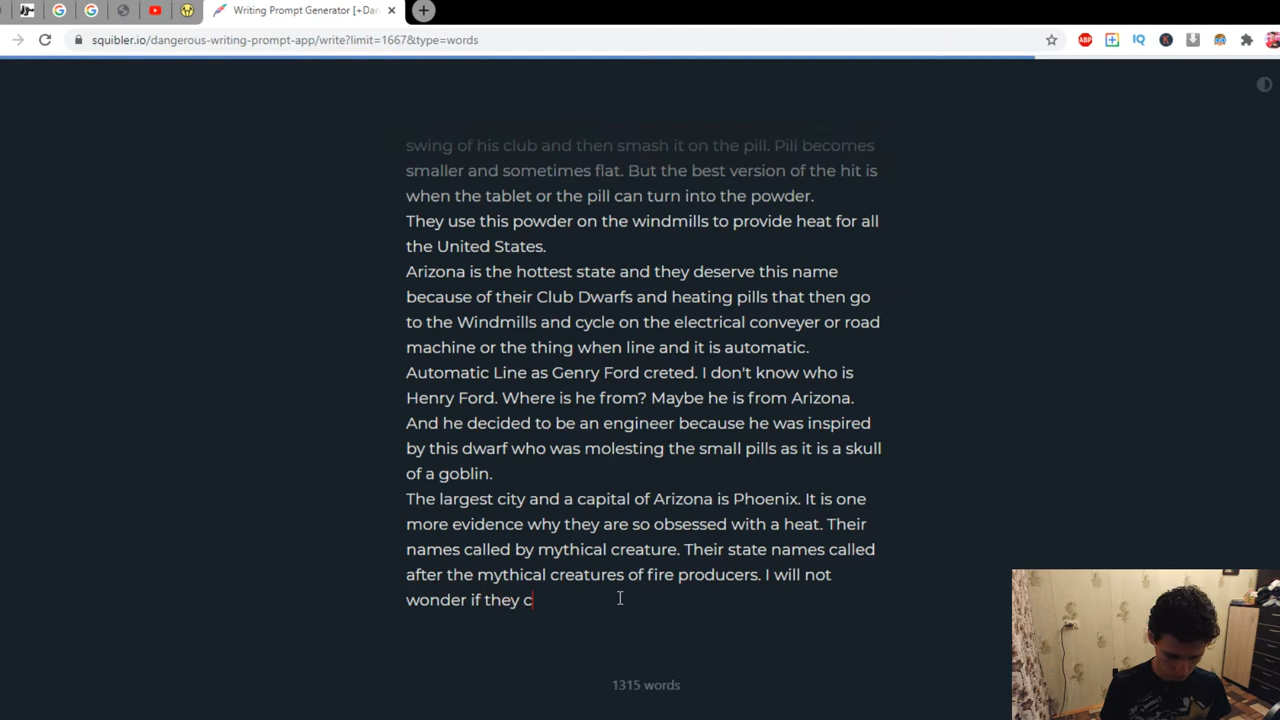 Writing Prompt Generator [+Dan
squibler.io/dangerous-writing-prompt-app/write?limit=1667&type=words
ABP
IQ
K
swing of his club and then smash it on the pill. Pill becomes
smaller and sometimes flat. But the best version of the hit is
when the tablet or the pill can turn into the powder.
They use this powder on the windmills to provide heat for all
the United States.
Arizona is the hottest state and they deserve this name
because of their Club Dwarfs and heating pills that then go
to the Windmills and cycle on the electrical conveyer or road
machine or the thing when line and it is automatic.
Automatic Line as Genry Ford creted. I don't know who is
Henry Ford. Where is he from? Maybe he is from Arizona.
And he decided to be an engineer because he was inspired
by this dwarf who was molesting the small pills as it is a skull
of a goblin.
The largest city and a capital of Arizona is Phoenix. It is one
more evidence why they are so obsessed with a heat. Their
names called by mythical creature. Their state names called
after the mythical creatures of fire producers. I will not
wonder if they c
1315 words